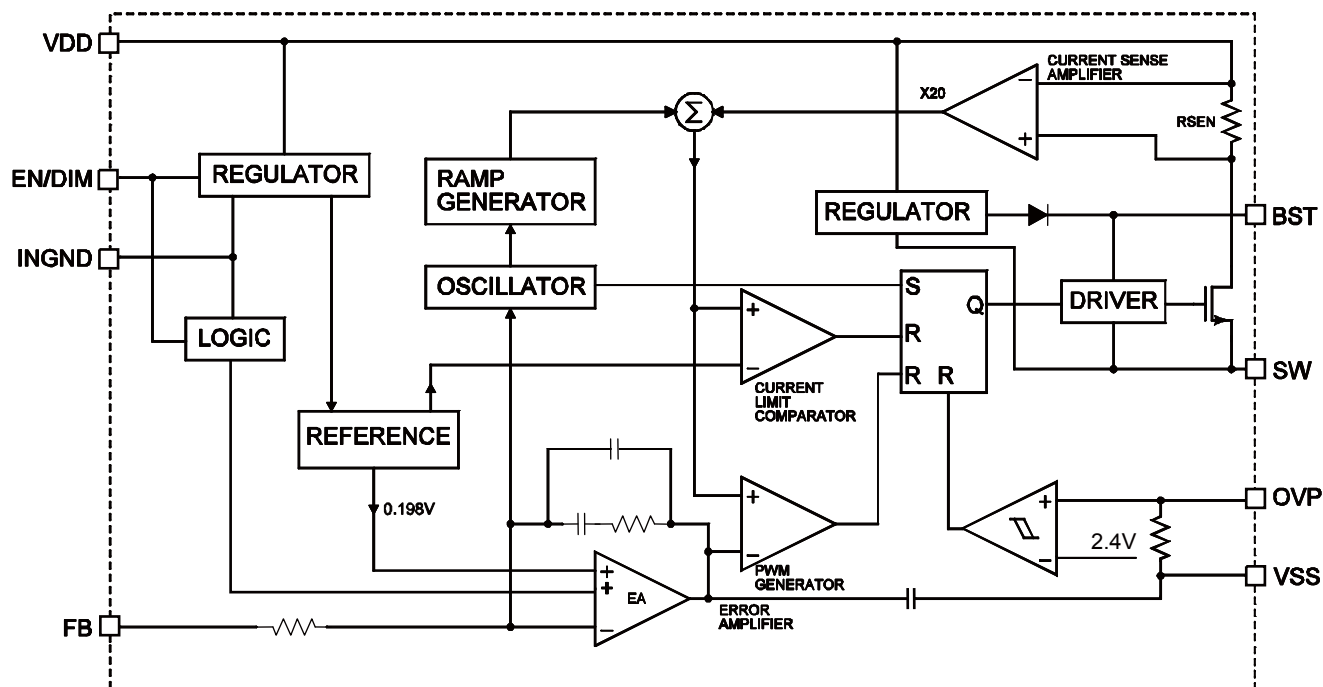 VDD
CURRENT SENSE
AMPLIFIER
X20
Σ
RSEN
EN/DIM
REGULATOR
RAMP
GENERATOR
REGULATOR
BST
INGND
OSCILLATOR
S
Q
DRIVER
LOGIC
+
R
−
R R
SW
CURRENT
LIMIT
COMPARATOR
REFERENCE
0.198V
+
−
PWM
GENERATOR
+
−
2.4V
OVP
VSS
+
+
EA
−
ERROR
AMPLIFIER
FB
−
+